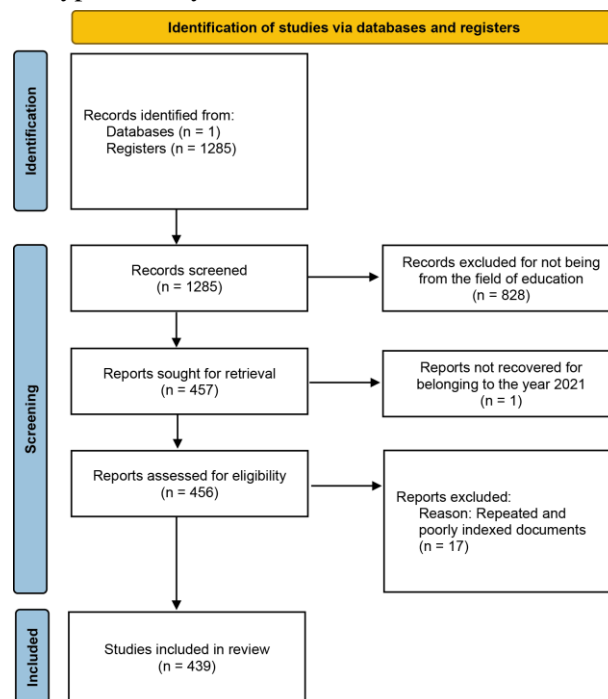 Identification of studies via databases and registers
Identification
Records identified from:
Databases (n = 1)
Registers (n = 1285)
Screening
Records screened
(n = 1285)
Records excluded for not being
from the field of education
(n = 828)
Reports sought for retrieval
(n = 457)
Reports not recovered for
belonging to the year 2021
(n = 1)
Reports assessed for eligibility
(n = 456)
Reports excluded:
Reason: Repeated and
poorly indexed documents
(n = 17)
Included
Studies included in review
(n = 439)